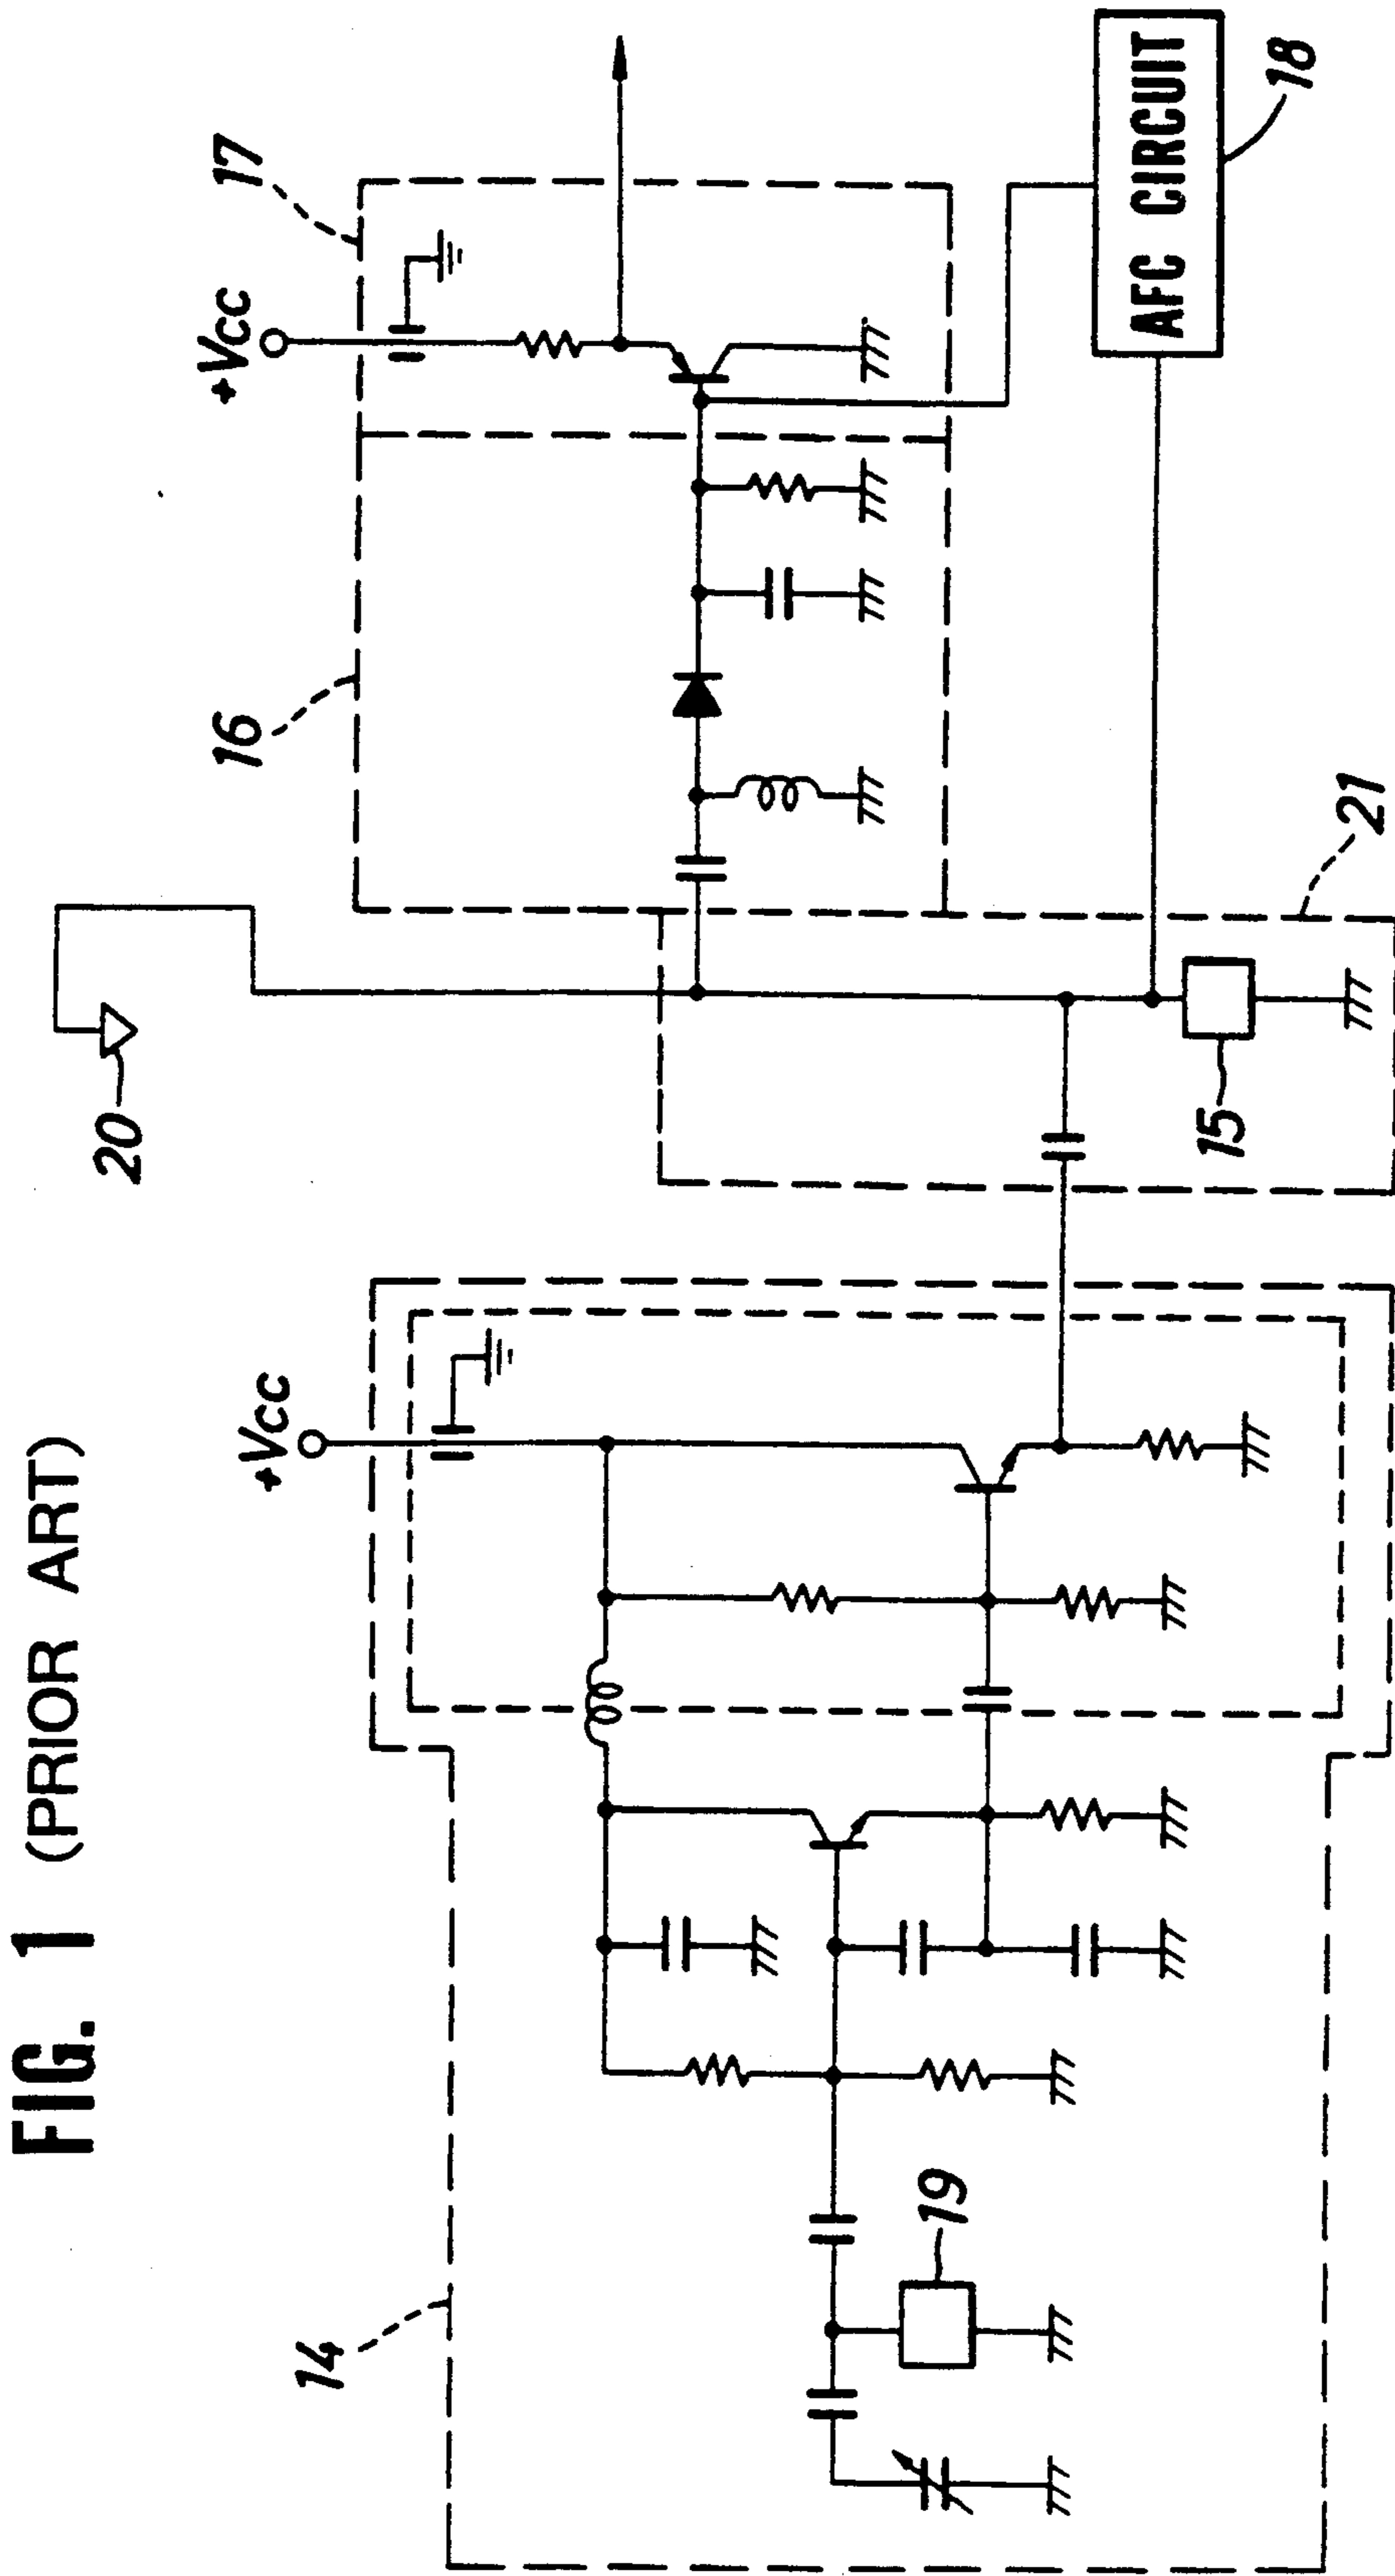 FIG. 1 (PRIOR ART)
14
19
+Vcc
20
15
21
16
17
+Vcc
AFC CIRCUIT
18